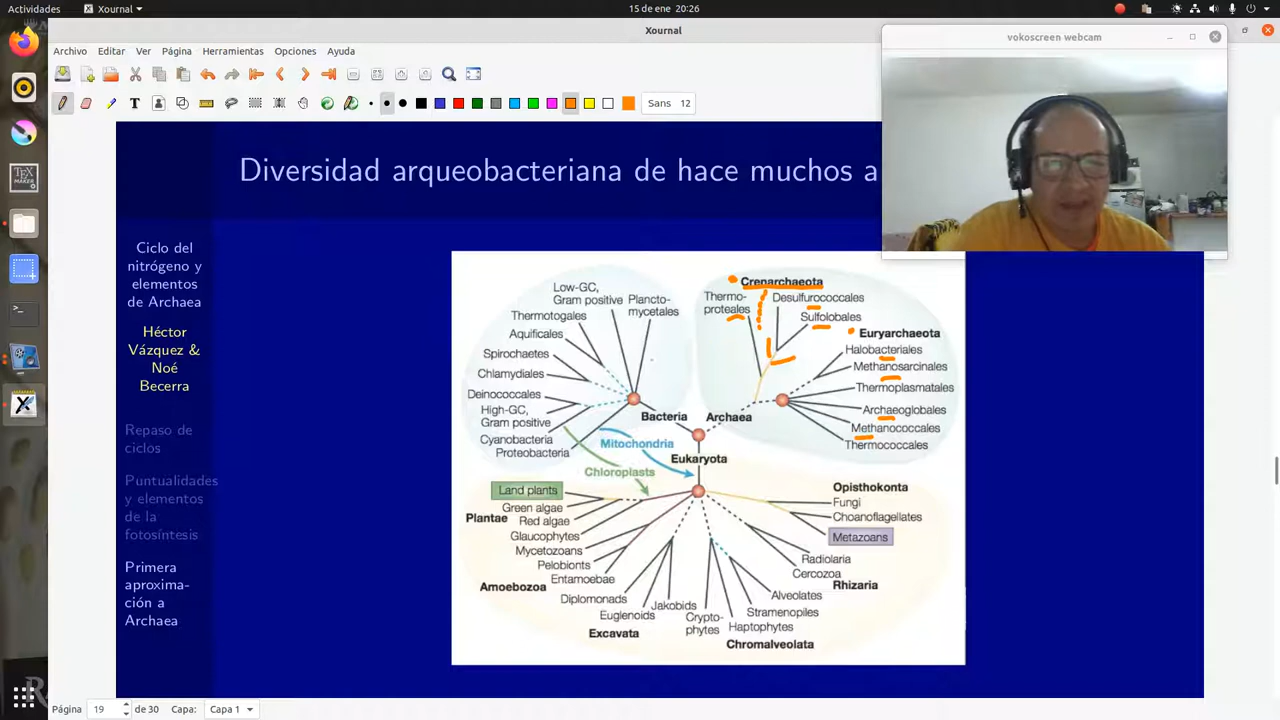 Actividades
Xournal
15 de ene 20:26
Xournal
vokoscreen webcam
Archivo Editar Ver Página Herramientas Opciones Ayuda
Sans 12
Diversidad arqueobacteriana de hace muchos a
Ciclo del
nitrógeno y
elementos
de Archaea
Héctor
Vázquez &
Noé
Becerra
Repaso de
ciclos
Puntualidades
y elementos
de la
fotosíntesis
Primera
aproxima-
ción a
Archaea
Low-GC,
Gram positive
Plancto-
mycetales
Thermotogales
Aquificales
Spirochaetes
Chlamydiales
Deinococcales
High-GC,
Gram positive
Cyanobacteria
Proteobacteria
Bacteria
Crenarchaeota
Thermo-
proteales
Desulfurococcales
Sulfolobales
Euryarchaeota
Halobacteriales
Methanosarcinales
Thermoplasmatales
Archaeoglobales
Methanococcales
Thermococcales
Archaea
Mitochondria
Chloroplasts
Eukaryota
Land plants
Green algae
Plantae
Red algae
Glaucophytes
Mycetozoans
Pelobionts
Entamoebae
Amoebozoa
Diplomonads
Euglenoids
Jakobids
Excavata
Crypto-
phytes
Haptophytes
Stramenopiles
Alveolates
Chromalveolata
Opisthokonta
Fungi
Choanoflagellates
Metazoans
Radiolaria
Cercozoa
Rhizaria
Página 19 de 30 Capa: Capa 1